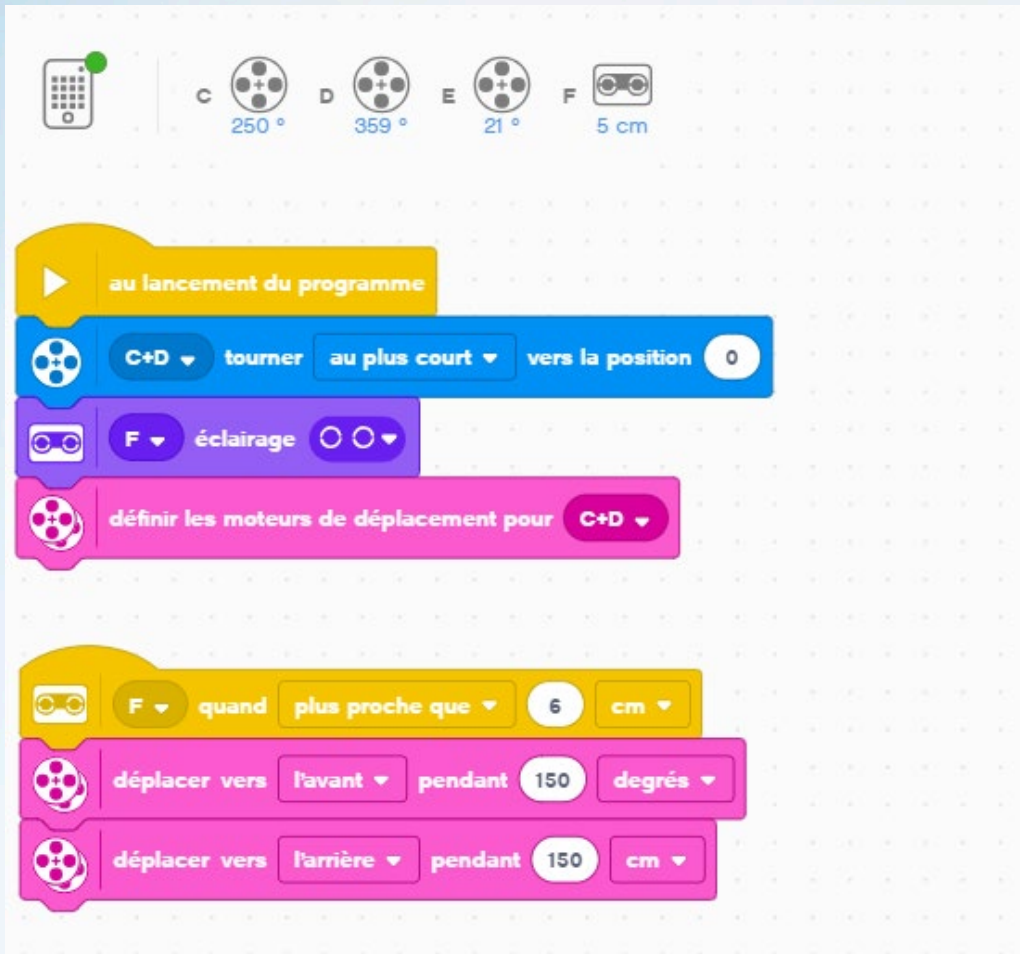 C D E F
250 ° 359 ° 21 ° 5 cm
au lancement du programme
C+D tourner au plus court vers la position 0
F éclairage
définir les moteurs de déplacement pour C+D
F quand plus proche que 6 cm
déplacer vers l'avant pendant 150 degrés
déplacer vers l'arrière pendant 150 cm